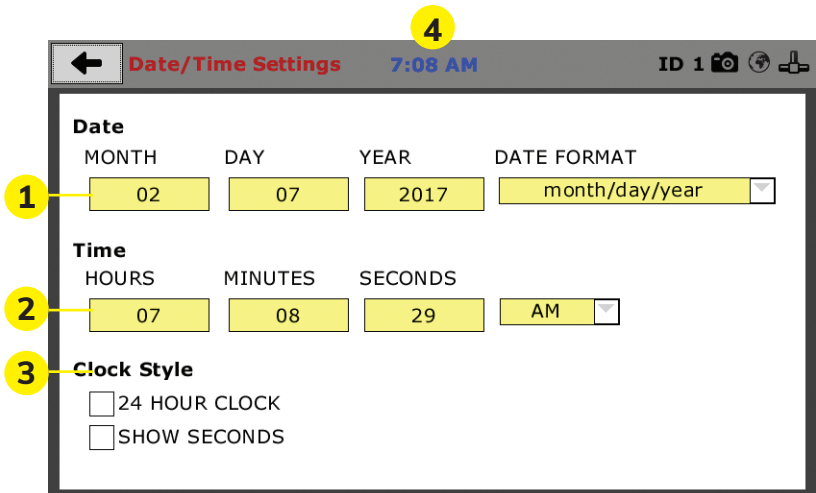 4
Date/Time Settings 7:08 AM ID 1
Date
MONTH DAY YEAR DATE FORMAT
1 02 07 2017 month/day/year
Time
HOURS MINUTES SECONDS
2 07 08 29 AM
3 Clock Style
24 HOUR CLOCK
SHOW SECONDS